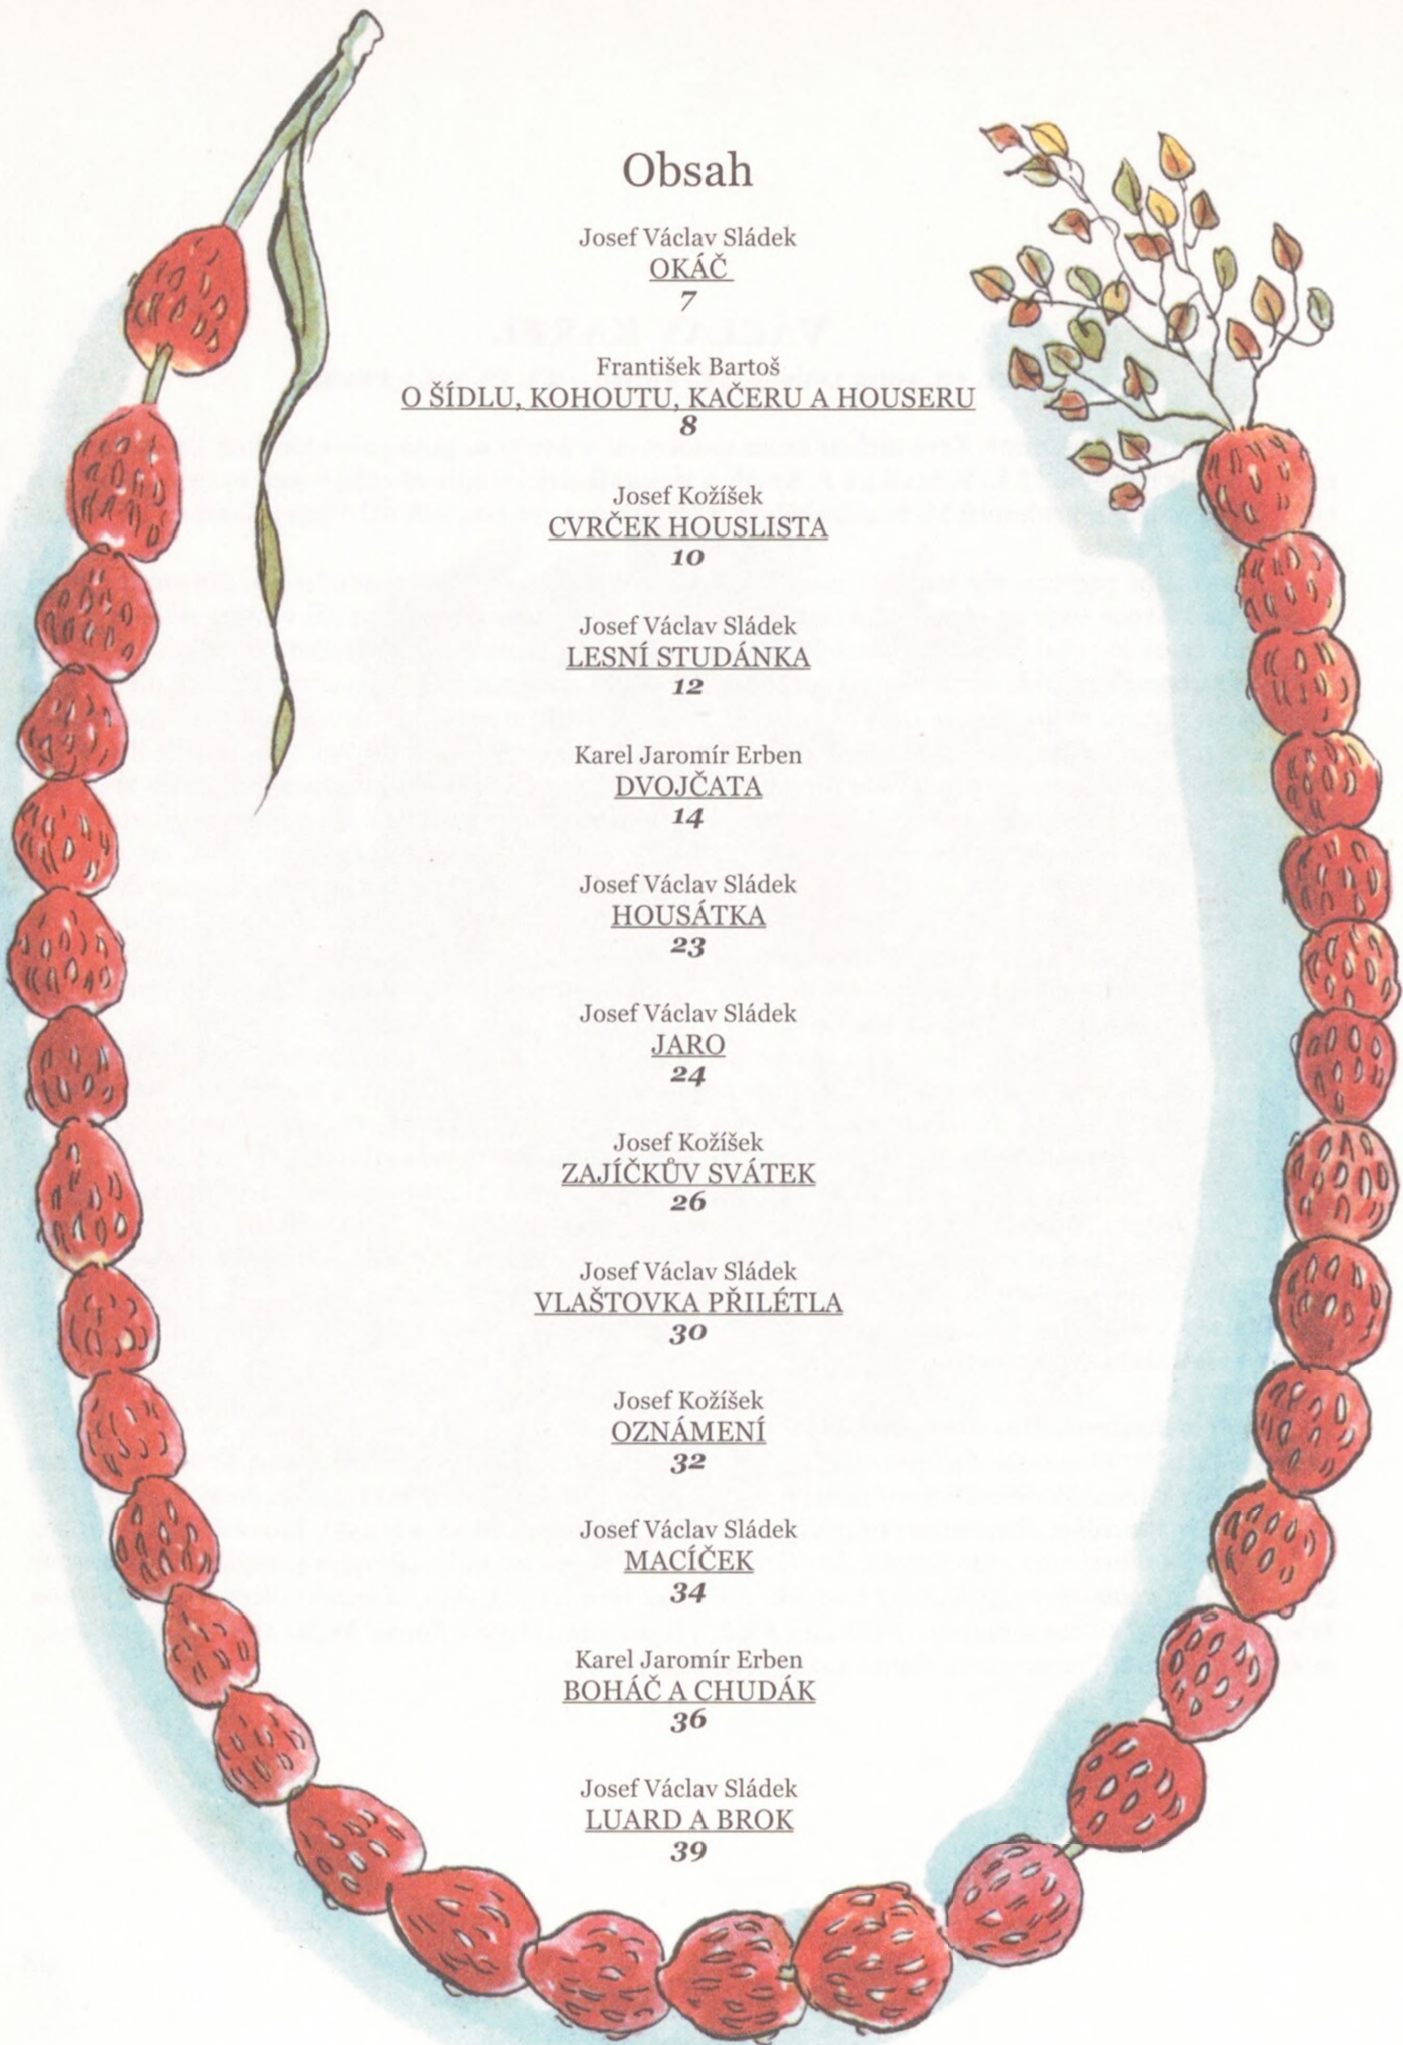 Obsah
Josef Václav Sládek
OKÁČ
7
František Bartoš
O ŠÍDLU, KOHOUTU, KAČERU A HOUSERU
8
Josef Kožíšek
CVRČEK HOUSLISTA
10
Josef Václav Sládek
LESNÍ STUDÁNKA
12
Karel Jaromír Erben
DVOJČATA
14
Josef Václav Sládek
HOUSÁTKA
23
Josef Václav Sládek
JARO
24
Josef Kožíšek
ZAJÍČKŮV SVÁTEK
26
Josef Václav Sládek
VLAŠTOVKA PŘILÉTLA
30
Josef Kožíšek
OZNÁMENÍ
32
Josef Václav Sládek
MACÍČEK
34
Karel Jaromír Erben
BOHÁČ A CHUDÁK
36
Josef Václav Sládek
LUARD A BROK
39